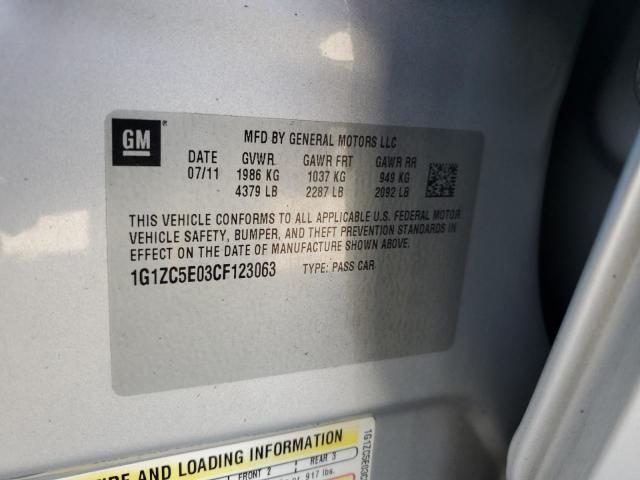 GM ® MFD BY GENERAL MOTORS LLC
DATE GVWR GAWR FRT GAWR RR
07/11 1986 KG 1037 KG 949 KG
4379 LB 2287 LB 2092 LB
THIS VEHICLE CONFORMS TO ALL APPLICABLE U.S. FEDERAL MOTOR
VEHICLE SAFETY, BUMPER, AND THEFT PREVENTION STANDARDS IN
EFFECT ON THE DATE OF MANUFACTURE SHOWN ABOVE.
1G1ZC5E03CF123063 TYPE: PASS CAR
AND LOADING INFORMATION
FRONT 2 REAR 3
917 lbs.